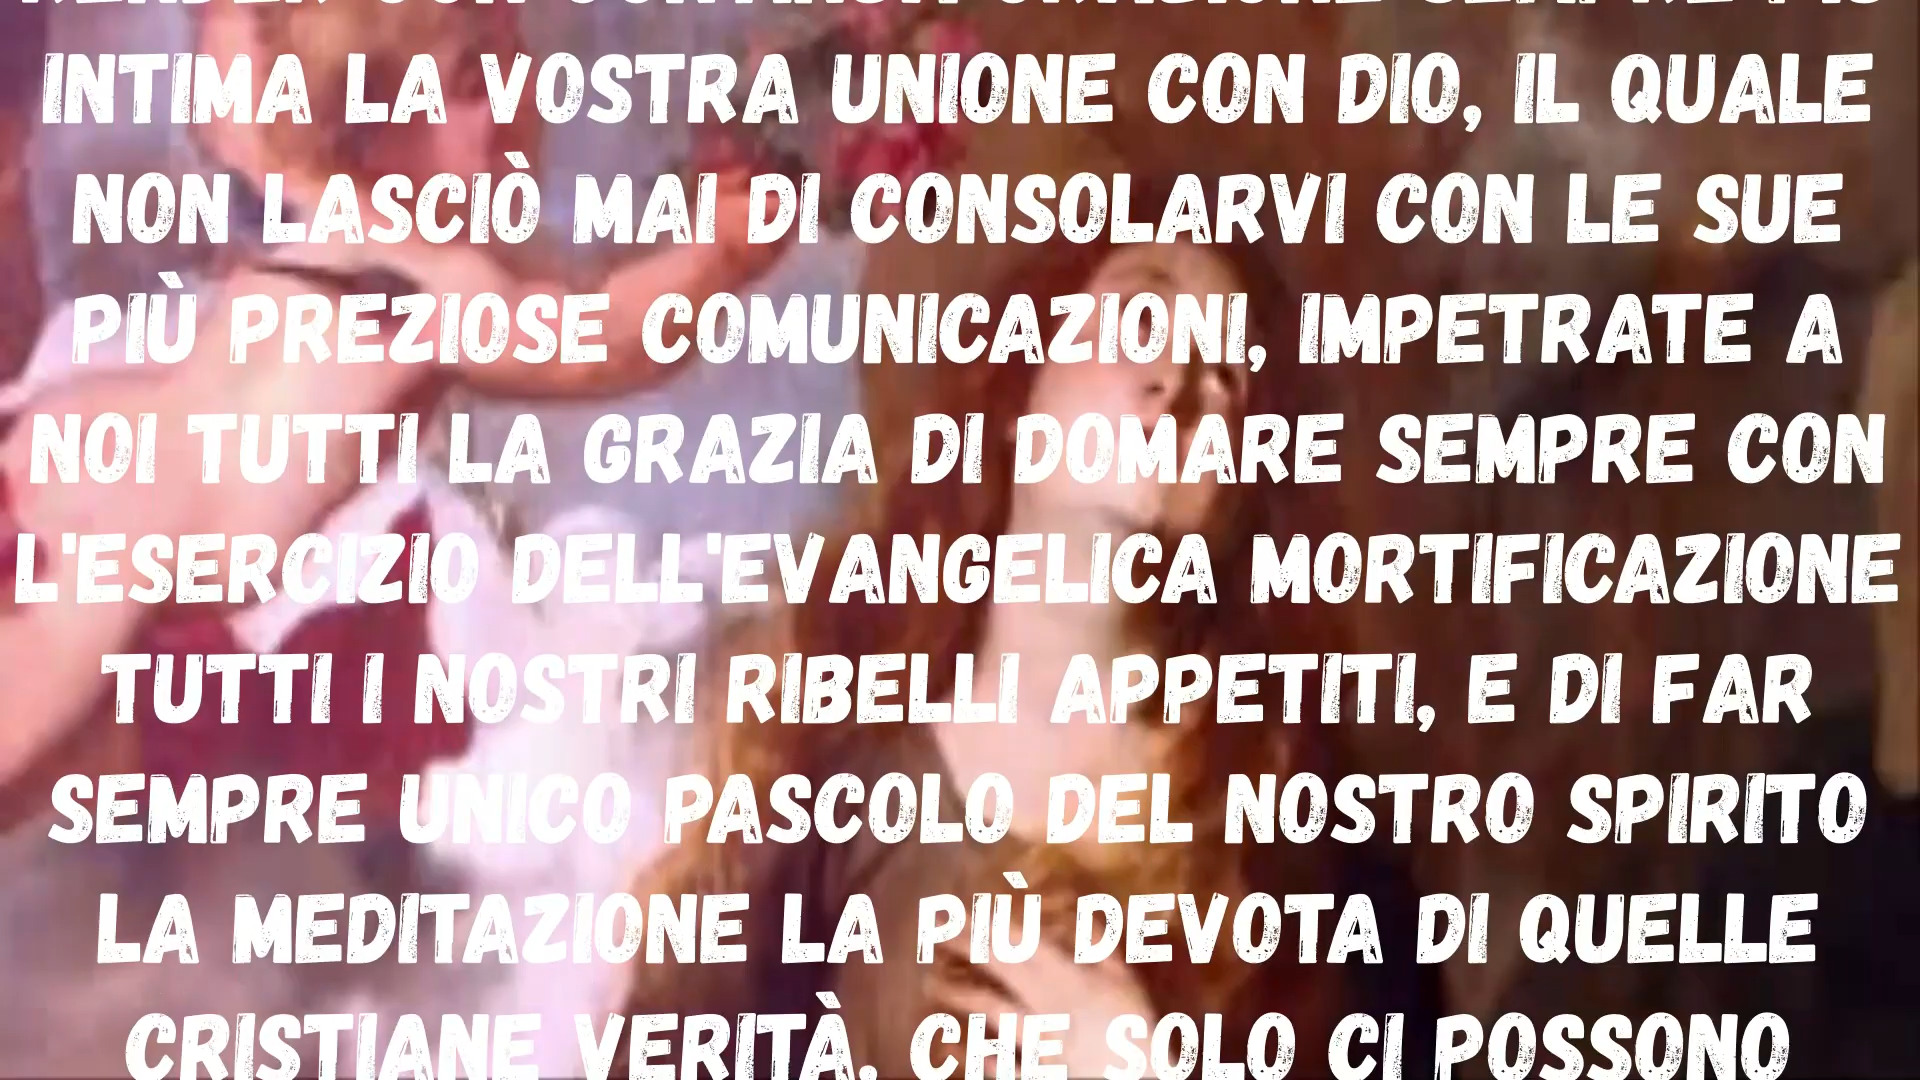 RENDER CON CONTINUA ORAZIONE SEMPRE PIÙ
INTIMA LA VOSTRA UNIONE CON DIO, IL QUALE
NON LASCIÒ MAI DI CONSOLARVI CON LE SUE
PIÙ PREZIOSE COMUNICAZIONI, IMPETRATE A
NOI TUTTI LA GRAZIA DI DOMARE SEMPRE CON
L'ESERCIZIO DELL'EVANGELICA MORTIFICAZIONE
TUTTI I NOSTRI RIBELLI APPETITI, E DI FAR
SEMPRE UNICO PASCOLO DEL NOSTRO SPIRITO
LA MEDITAZIONE LA PIÙ DEVOTA DI QUELLE
CRISTIANE VERITÀ, CHE SOLO CI POSSONO